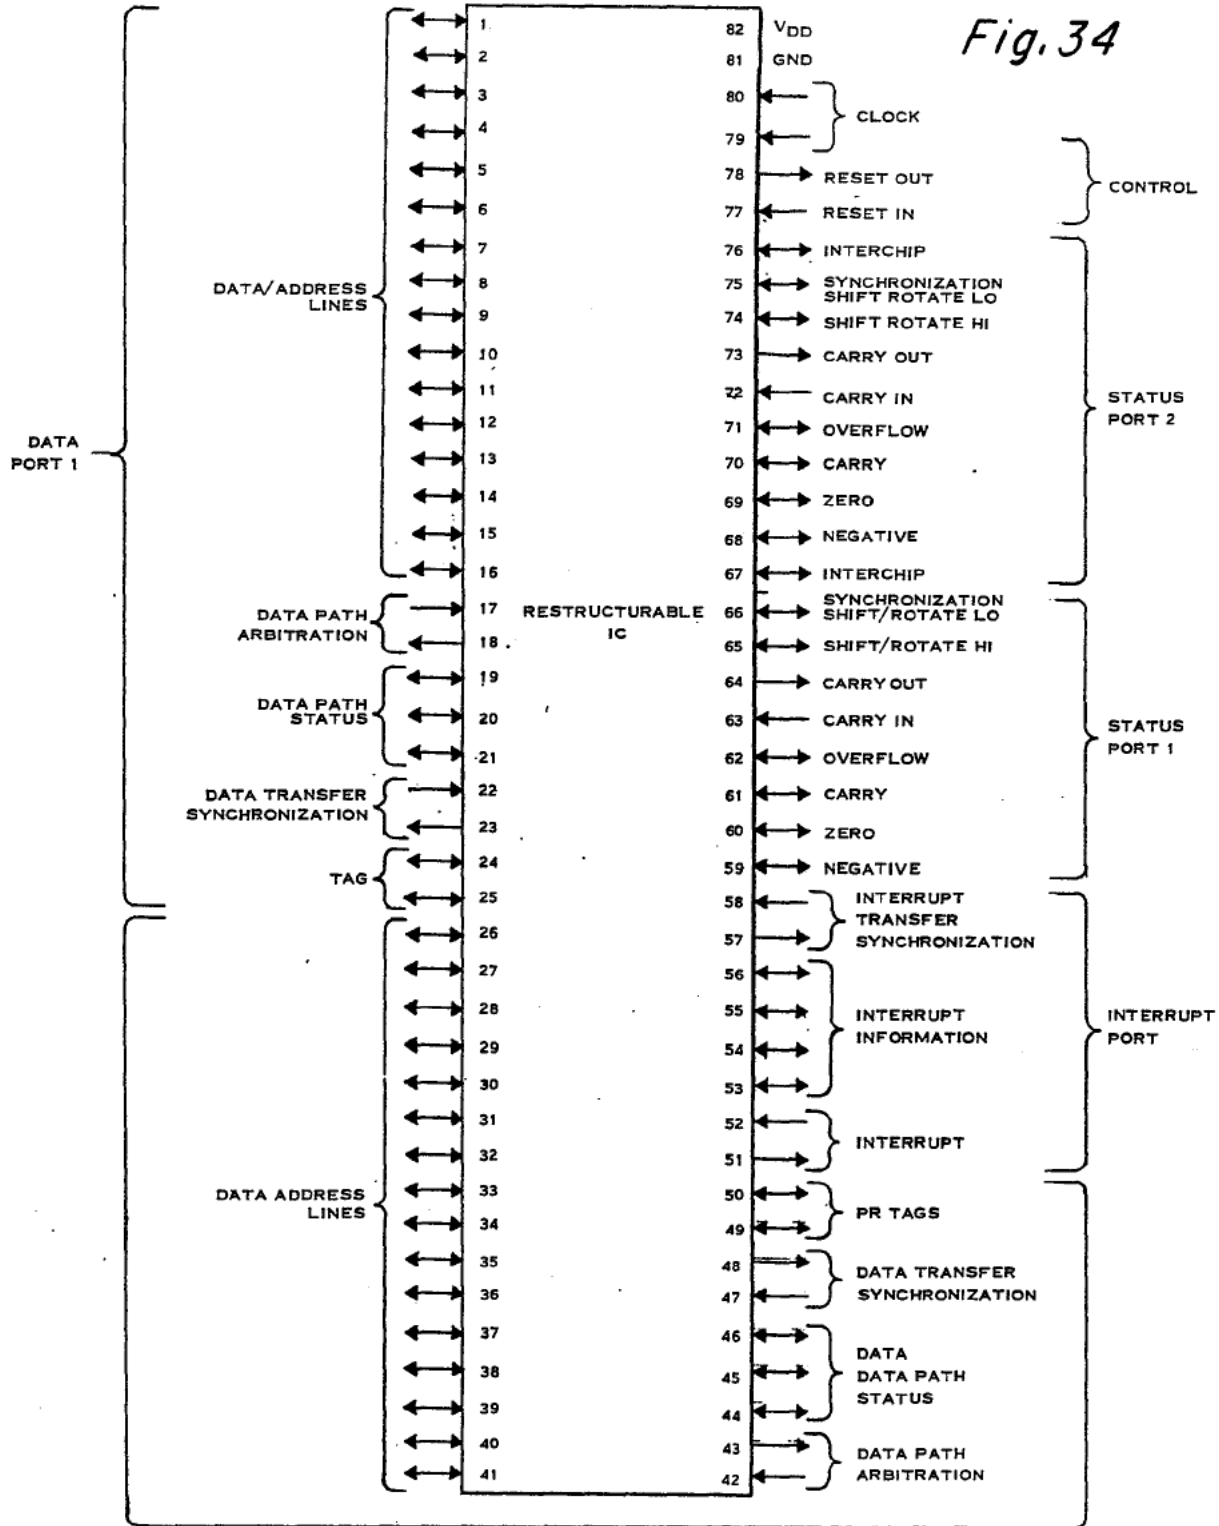 Fig. 34
DATA PORT 1
DATA/ADDRESS LINES
1
2
3
4
5
6
7
8
9
10
11
12
13
14
15
16
DATA PATH ARBITRATION
17
18
DATA PATH STATUS
19
20
21
DATA TRANSFER SYNCHRONIZATION
22
23
TAG
24
25
DATA ADDRESS LINES
26
27
28
29
30
31
32
33
34
35
36
37
38
39
40
41
RESTRUCTURABLE IC
82 VDD
81 GND
80
79
CLOCK
78 RESET OUT
77 RESET IN
CONTROL
76 INTERCHIP
75 SYNCHRONIZATION
SHIFT ROTATE LO
74 SHIFT ROTATE HI
73 CARRY OUT
72 CARRY IN
71 OVERFLOW
70 CARRY
69 ZERO
68 NEGATIVE
STATUS PORT 2
67 INTERCHIP
SYNCHRONIZATION
66 SHIFT/ROTATE LO
65 SHIFT/ROTATE HI
64 CARRY OUT
63 CARRY IN
62 OVERFLOW
61 CARRY
60 ZERO
59 NEGATIVE
STATUS PORT 1
58
57
INTERRUPT TRANSFER SYNCHRONIZATION
56
55
54
53
INTERRUPT INFORMATION
52
51
INTERRUPT
INTERRUPT PORT
50
49
PR TAGS
48
47
DATA TRANSFER SYNCHRONIZATION
46
45
44
DATA
DATA PATH STATUS
43
42
DATA PATH ARBITRATION